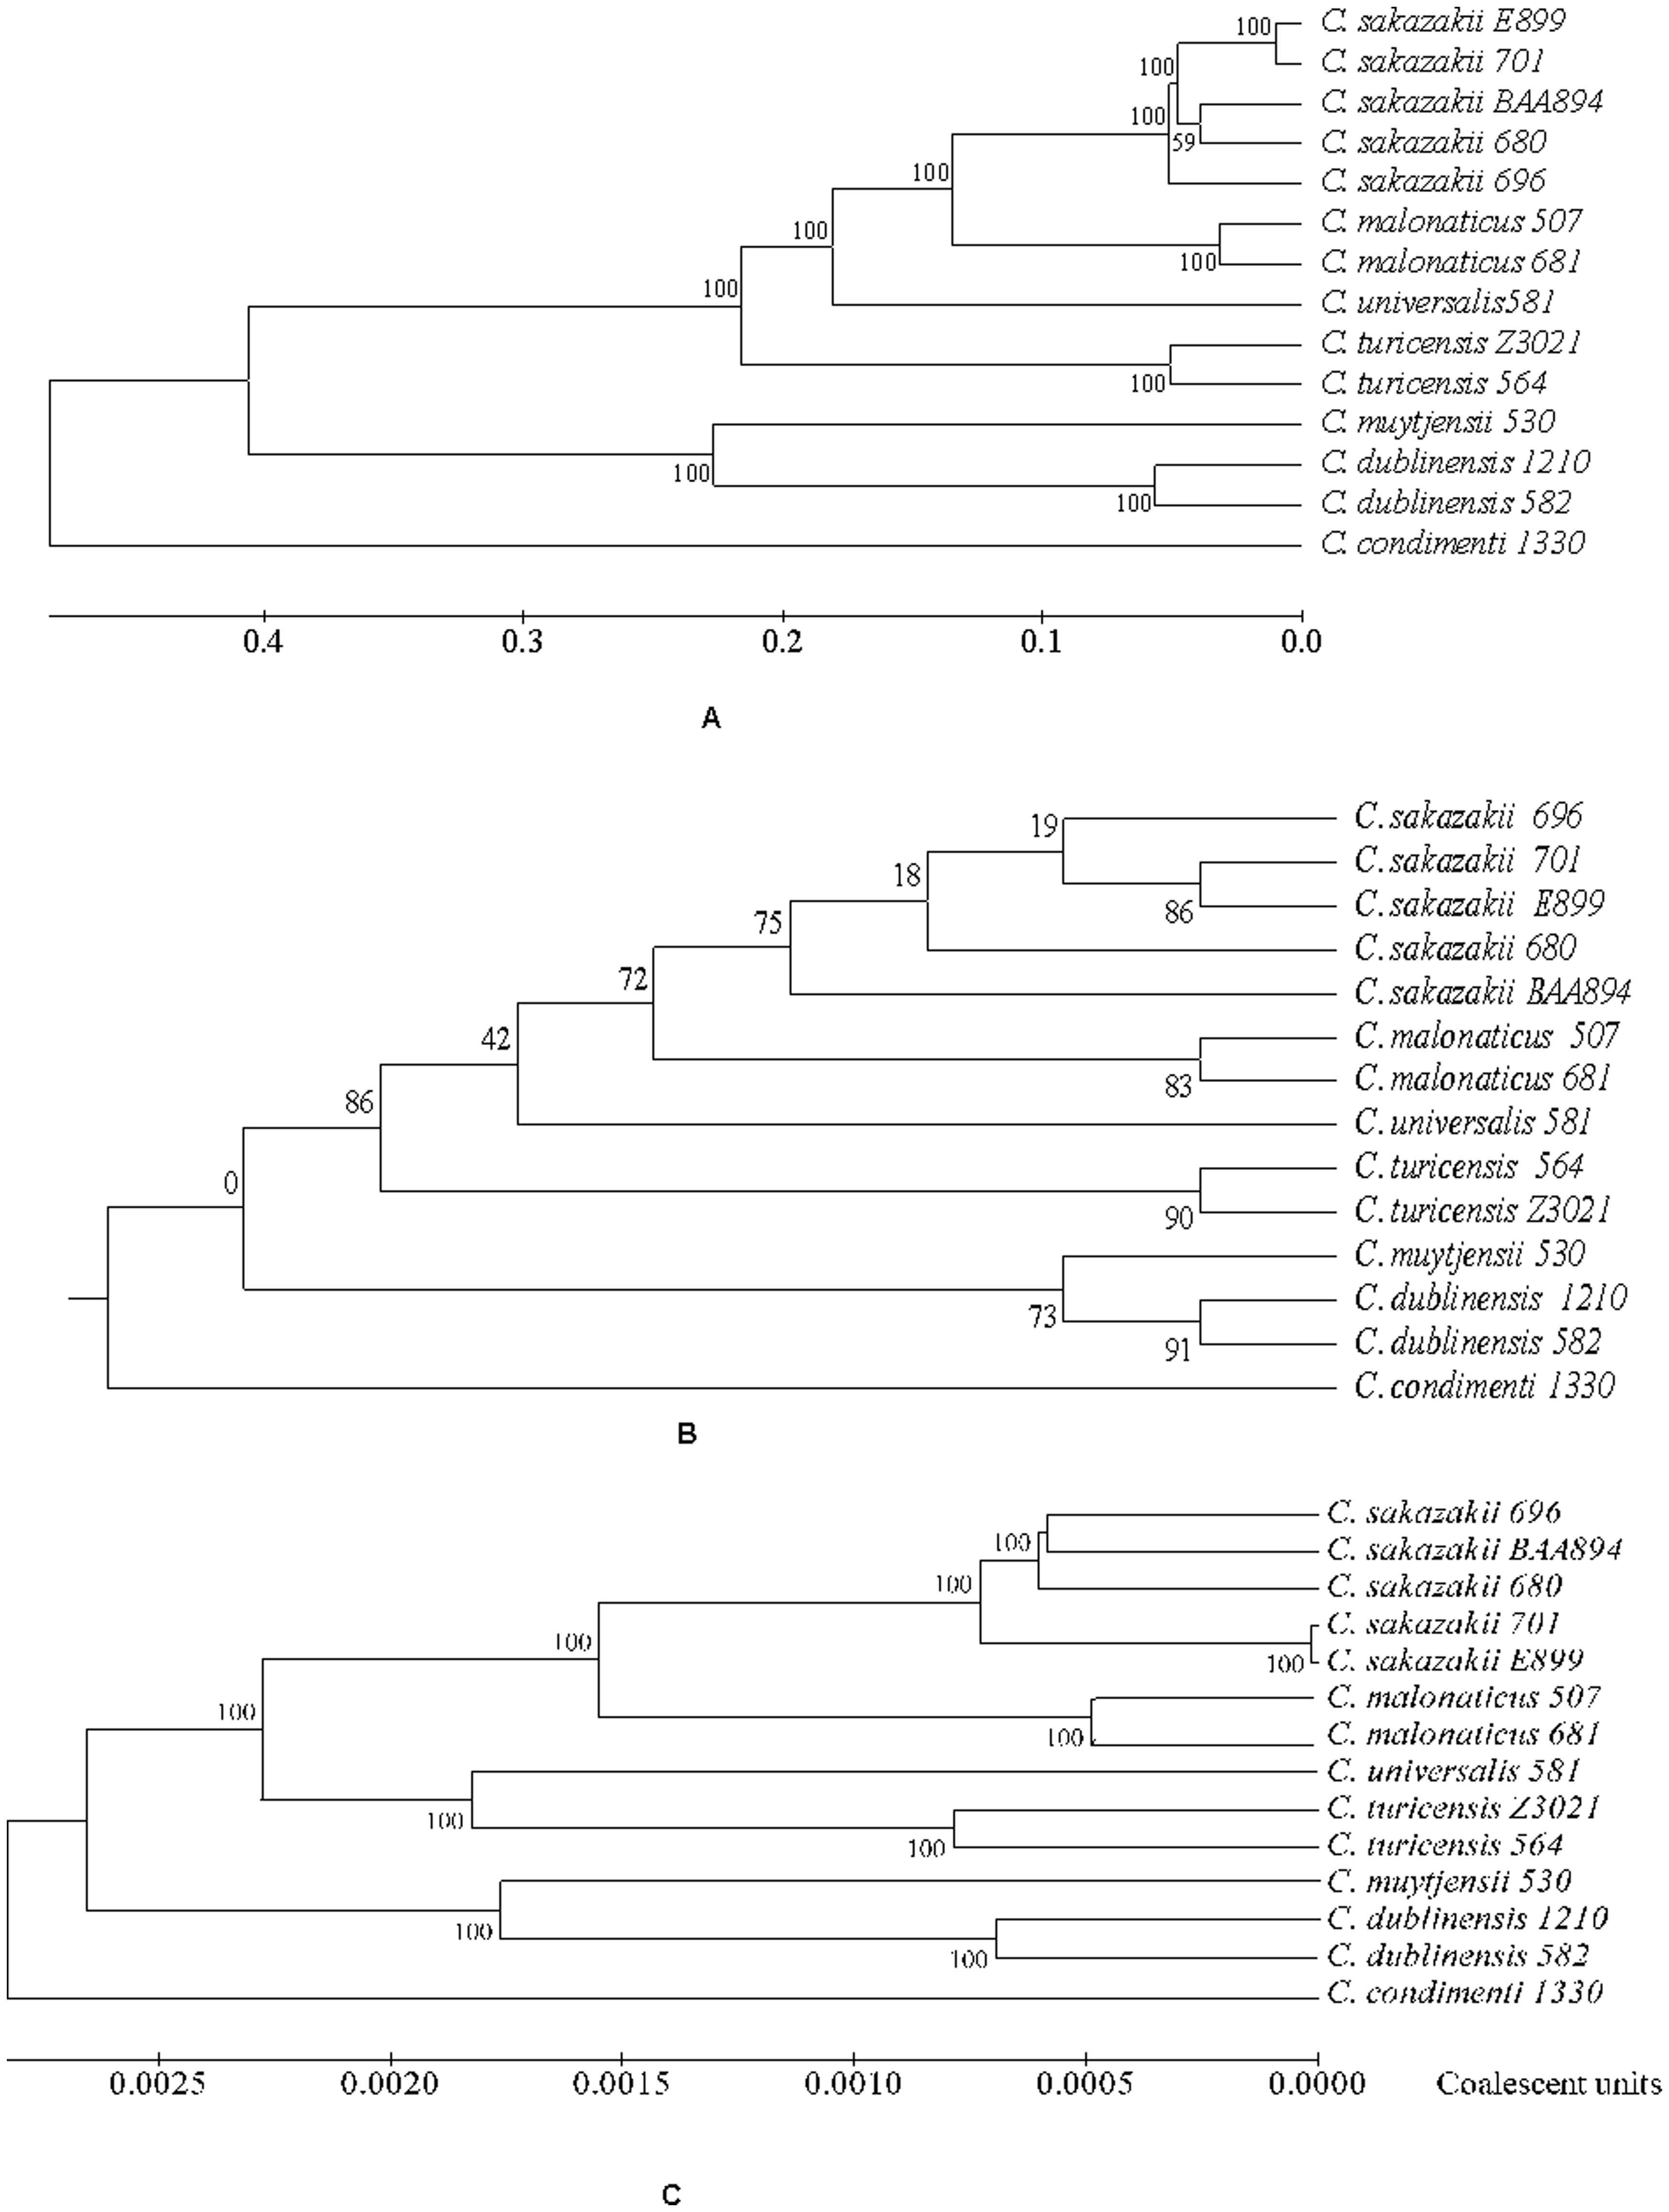 100 C. sakazakii E899
C. sakazakii 701
100
C. sakazakii BAA894
100
59 C. sakazakii 680
C. sakazakii 696
100
C. malonaticus 507
100
100 C. malonaticus 681
C. universalis581
100
C. turicensis Z3021
100 C. turicensis 564
C. muytjensii 530
100
C. dublinensis 1210
100 C. dublinensis 582
C. condimenti 1330
0.4 0.3 0.2 0.1 0.0
A
19 C. sakazakii 696
18
C. sakazakii 701
86 C. sakazakii E899
75
C. sakazakii 680
72
C. sakazakii BAA894
42
C. malonaticus 507
83 C. malonaticus 681
86
C. universalis 581
0
C. turicensis 564
90 C. turicensis Z3021
C. muytjensii 530
73
C. dublinensis 1210
91 C. dublinensis 582
C. condimenti 1330
B
C. sakazakii 696
100
C. sakazakii BAA894
100 C. sakazakii 680
C. sakazakii 701
100
100 C. sakazakii E899
C. malonaticus 507
100
100 C. malonaticus 681
C. universalis 581
100
C. turicensis Z3021
100 C. turicensis 564
C. muytjensii 530
100
C. dublinensis 1210
100 C. dublinensis 582
C. condimenti 1330
0.0025 0.0020 0.0015 0.0010 0.0005 0.0000 Coalescent units
C